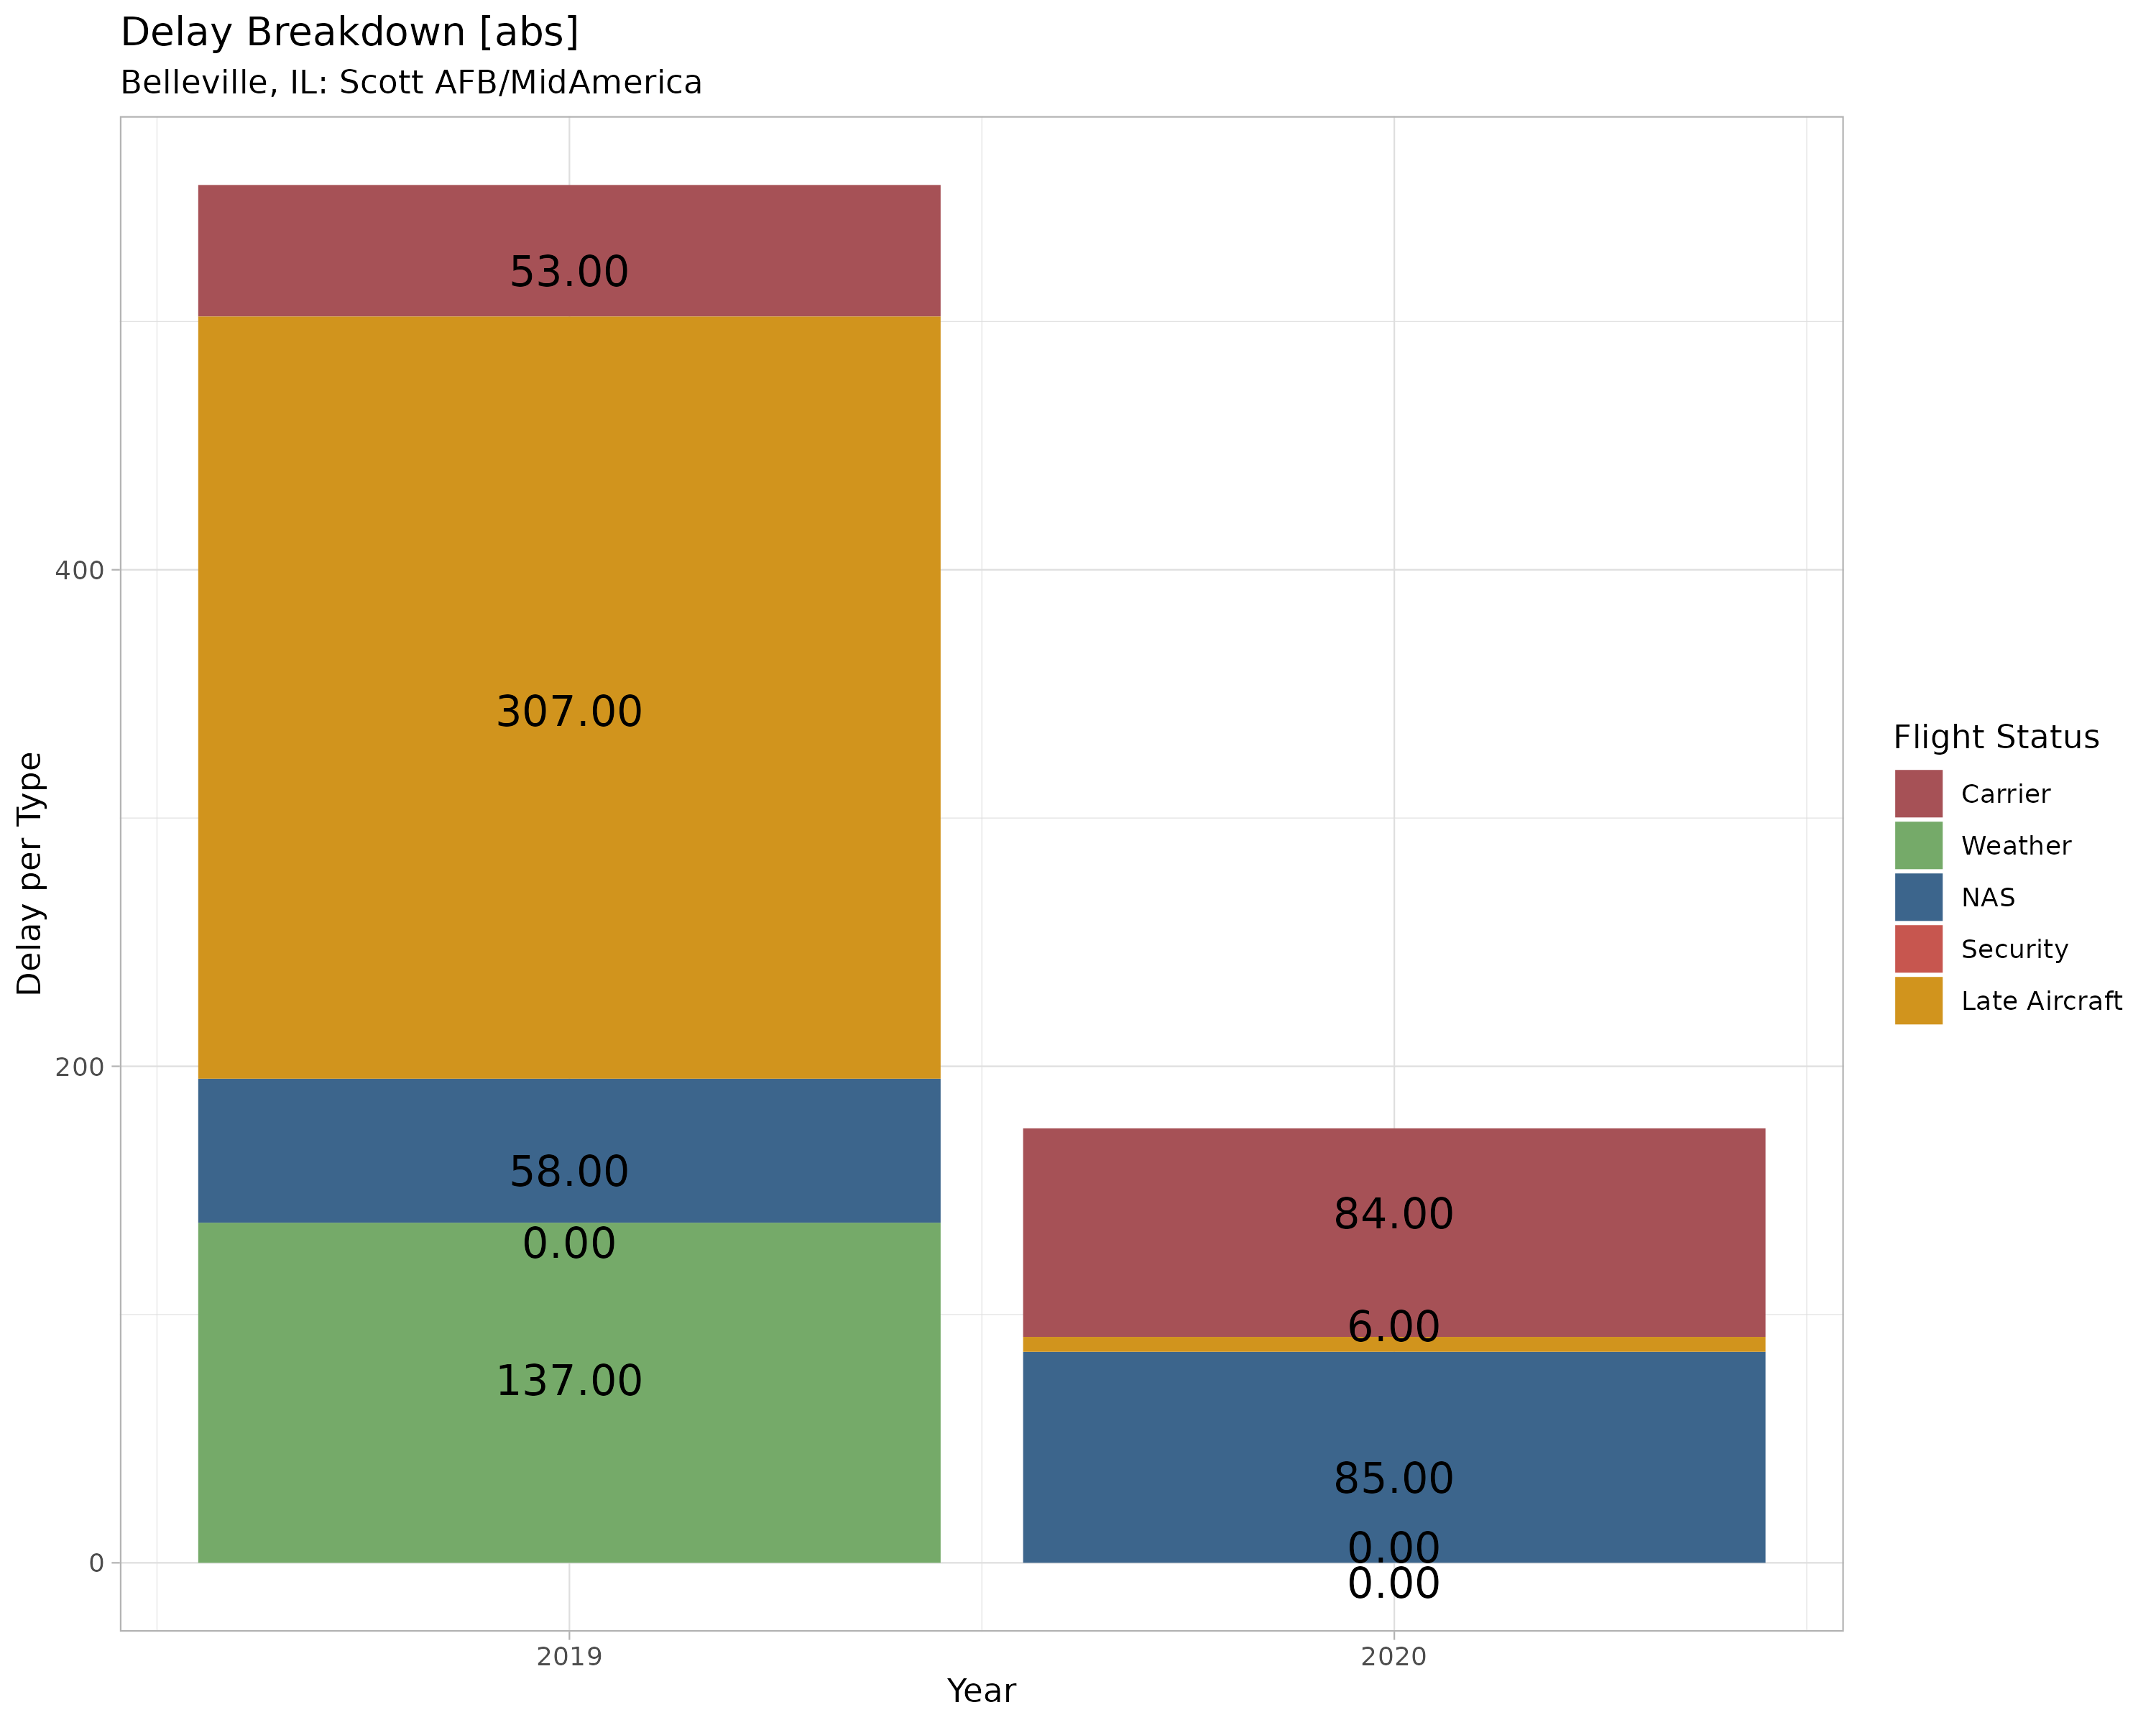 Delay Breakdown [abs]
Belleville, IL: Scott AFB/MidAmerica
Delay per Type
400
200
0
53.00
307.00
58.00
0.00
137.00
84.00
6.00
85.00
0.00
0.00
2019
2020
Year
Flight Status
Carrier
Weather
NAS
Security
Late Aircraft